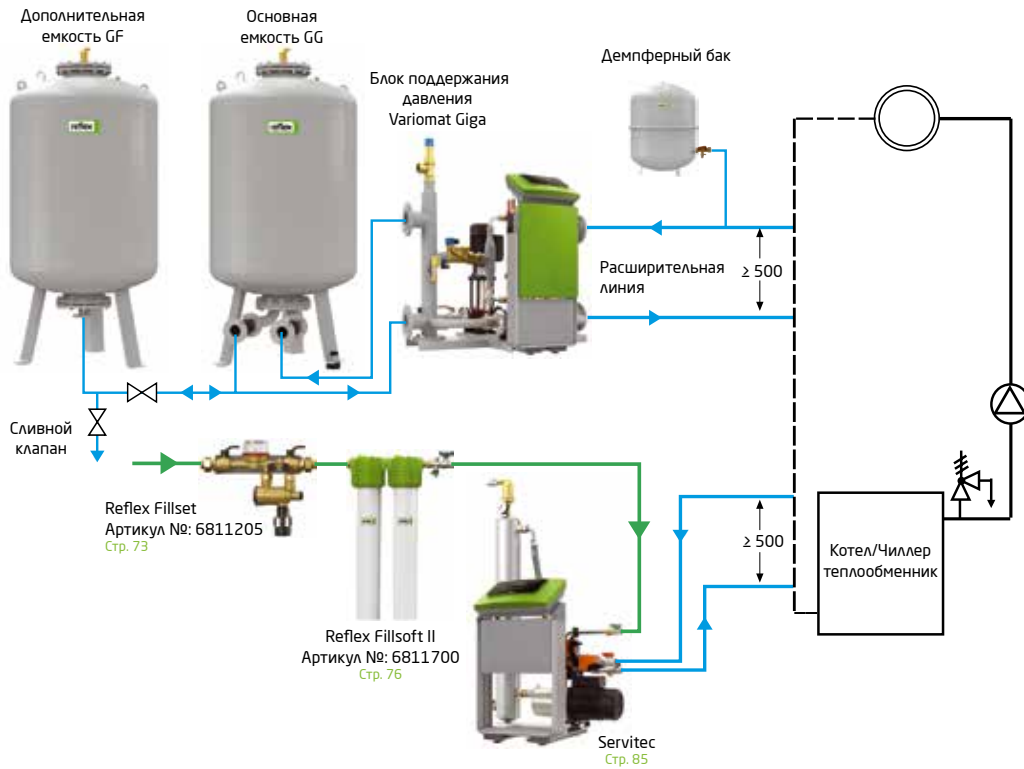 Дополнительная
емкость GF
Основная
емкость GG
Блок поддержания
давления
Variomat Giga
Демпферный бак
reflex
reflex
Расширительная
линия
≥ 500
Сливной
клапан
Reflex Fillset
Артикул №: 6811205
Стр. 73
Reflex Fillsoft II
Артикул №: 6811700
Стр. 76
≥ 500
Котел/Чиллер
теплообменник
Servitec
Стр. 85